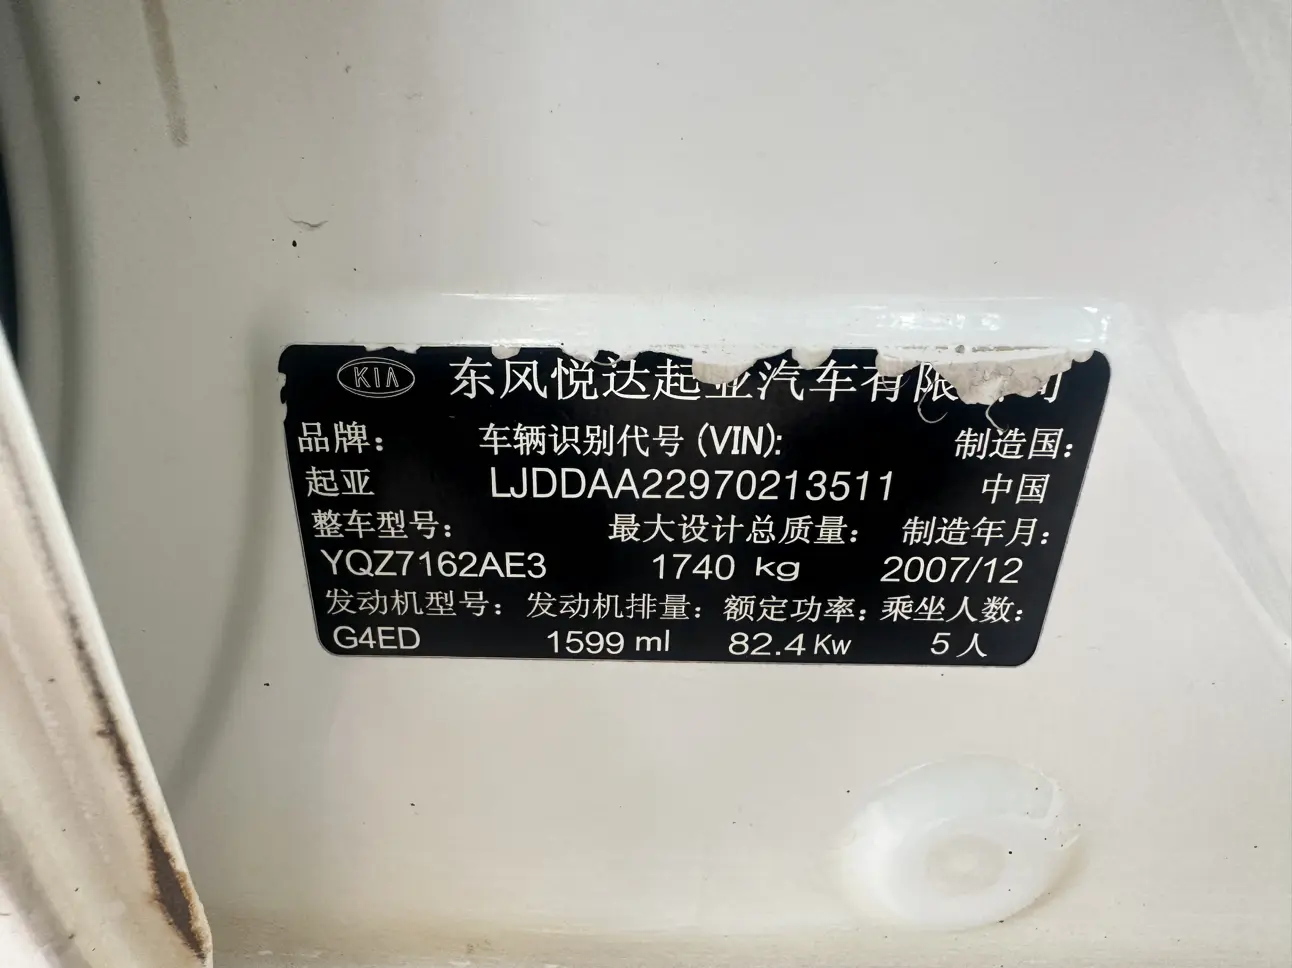 KIA 东风悦达起亚汽车有限 司
品牌： 车辆识别代号 (VIN): 制造国：
起亚 LJDDAA22970213511 中国
整车型号： 最大设计总质量： 制造年月：
YQZ7162AE3 1740 kg 2007/12
发动机型号： 发动机排量： 额定功率： 乘坐人数：
G4ED 1599 ml 82.4 Kw 5 人